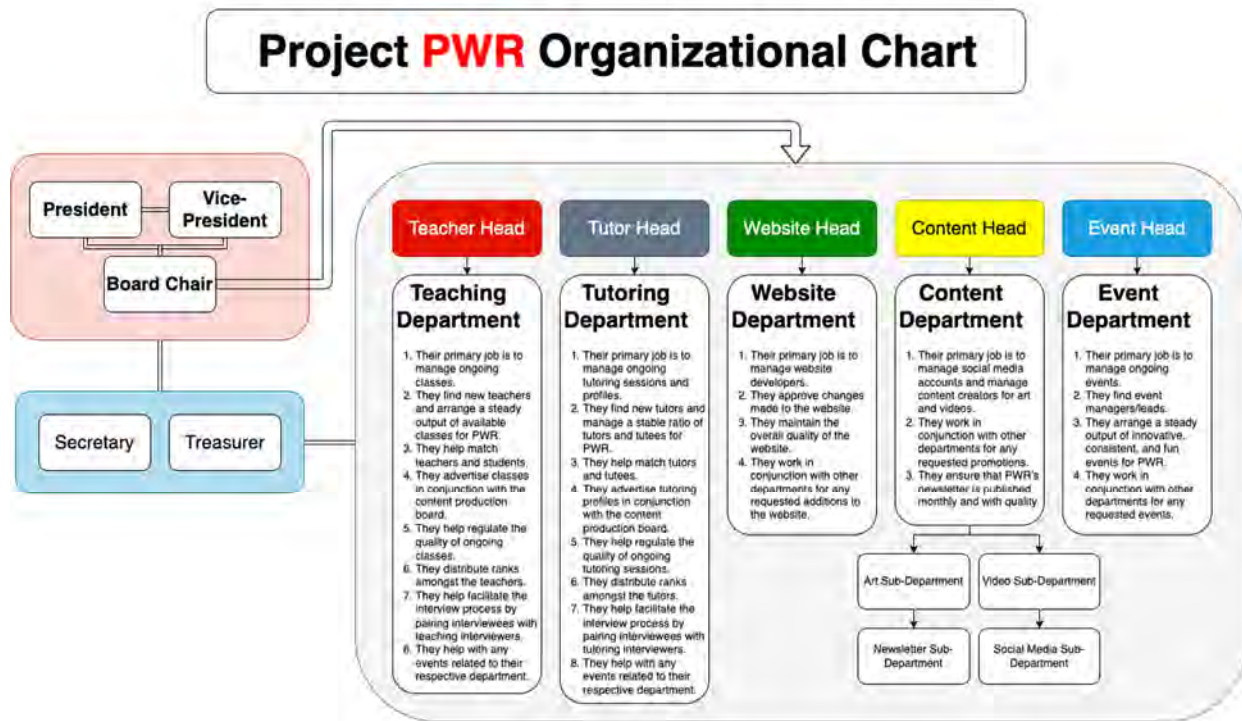 Project PWR Organizational Chart
President
Vice-
President
Board Chair
Secretary
Treasurer
Teacher Head
Teaching
Department
1. Their primary job is to
manage ongoing
classes.
2. They find new teachers
and arrange a steady
output of available
classes for PWR.
3. They help match
teachers and students.
4. They advertise classes
in conjunction with the
content production
board.
5. They help regulate the
quality of ongoing
classes.
6. They distribute ranks
amongst the teachers.
7. They help facilitate the
interview process by
pairing interviewees with
teaching interviewers.
8. They help with any
events related to their
respective department.
Tutor Head
Tutoring
Department
1. Their primary job is to
manage ongoing
tutoring sessions and
profiles.
2. They find new tutors and
manage a stable ratio of
tutors and tutees for
PWR.
3. They help match tutors
and tutees.
4. They advertise tutoring
profiles in conjunction
with the content
production board.
5. They help regulate the
quality of ongoing
tutoring sessions.
6. They distribute ranks
amongst the tutors.
7. They help facilitate the
interview process by
pairing interviewees with
tutoring interviewers.
8. They help with any
events related to their
respective department.
Website Head
Website
Department
1. Their primary job is to
manage website
developers.
2. They approve changes
made to the website.
3. They maintain the
overall quality of the
website.
4. They work in
conjunction with other
departments for any
requested additions to
the website.
Content Head
Content
Department
1. Their primary job is to
manage social media
accounts and manage
content creators for art
and videos.
2. They work in
conjunction with other
departments for any
requested promotions.
3. They ensure that PWR's
newsletter is published
monthly and with quality
Art Sub-Department
Video Sub-Department
Newsletter Sub-
Department
Social Media Sub-
Department
Event Head
Event
Department
1. Their primary job is to
manage ongoing
events.
2. They find event
managers/leads.
3. They arrange a steady
output of innovative,
consistent, and fun
events for PWR.
4. They work in
conjunction with other
departments for any
requested events.